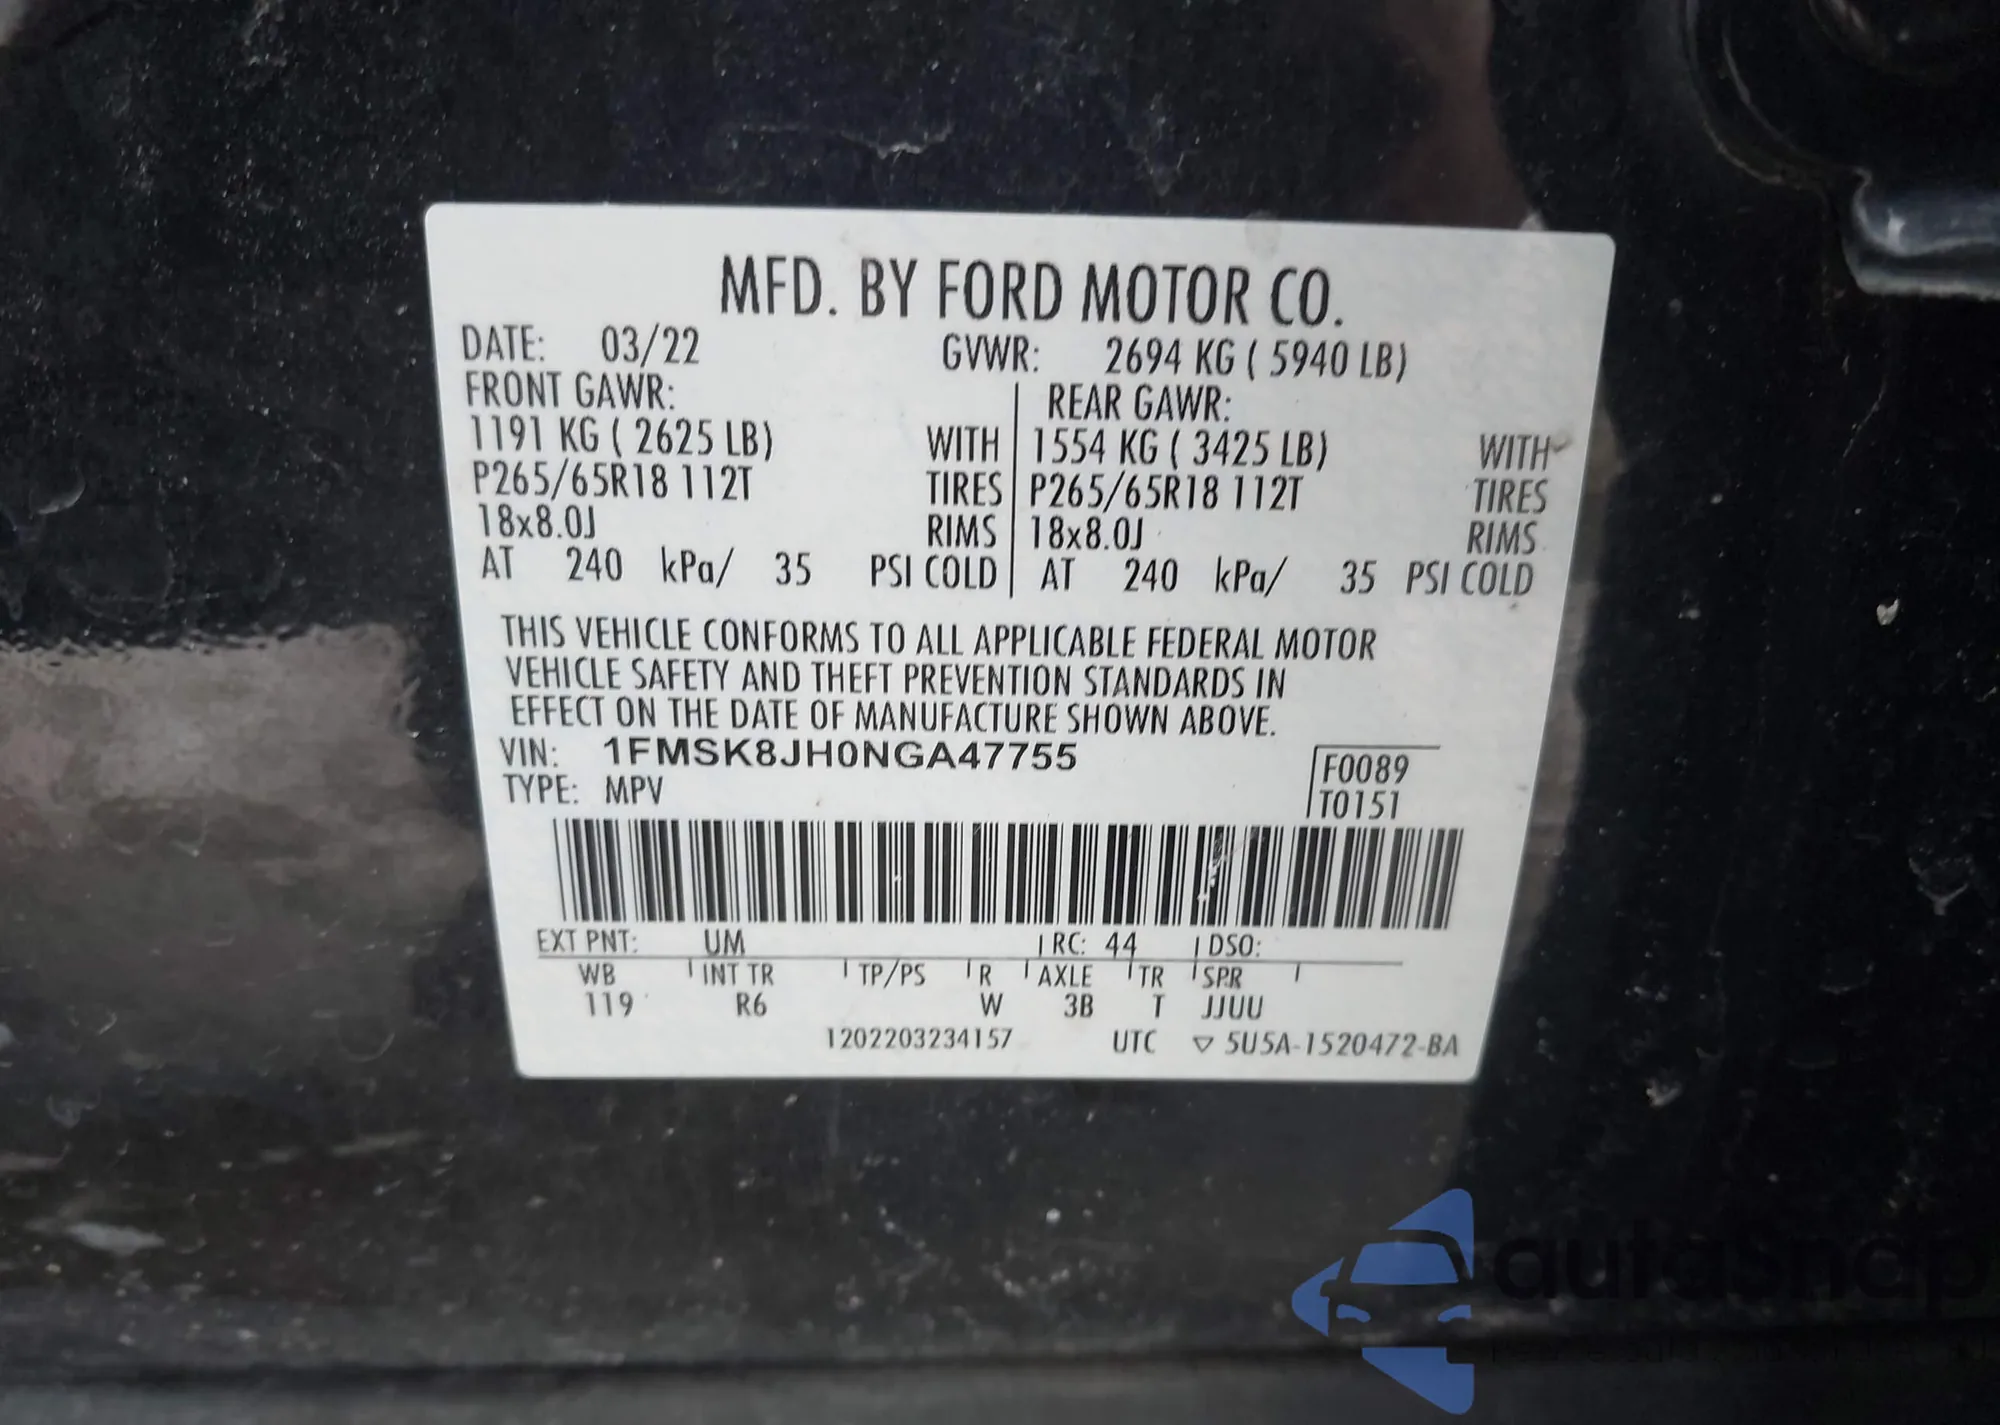 MFD. BY FORD MOTOR CO.
DATE: 03/22 GVWR: 2694 KG ( 5940 LB)
FRONT GAWR: REAR GAWR:
1191 KG ( 2625 LB) WITH 1554 KG ( 3425 LB) WITH
P265/65R18 112T TIRES P265/65R18 112T TIRES
18x8.0J RIMS 18x8.0J RIMS
AT 240 kPa/ 35 PSI COLD AT 240 kPa/ 35 PSI COLD
THIS VEHICLE CONFORMS TO ALL APPLICABLE FEDERAL MOTOR
VEHICLE SAFETY AND THEFT PREVENTION STANDARDS IN
EFFECT ON THE DATE OF MANUFACTURE SHOWN ABOVE.
VIN: 1FMSK8JH0NGA47755
TYPE: MPV
F0089
T0151
EXT PNT: UM RC: 44 DSO:
WB INT TR TP/PS R AXLE TR SPR
119 R6 W 3B T JJUU
1202203234157 UTC ▽ 5U5A-1520472-BA
autosnap